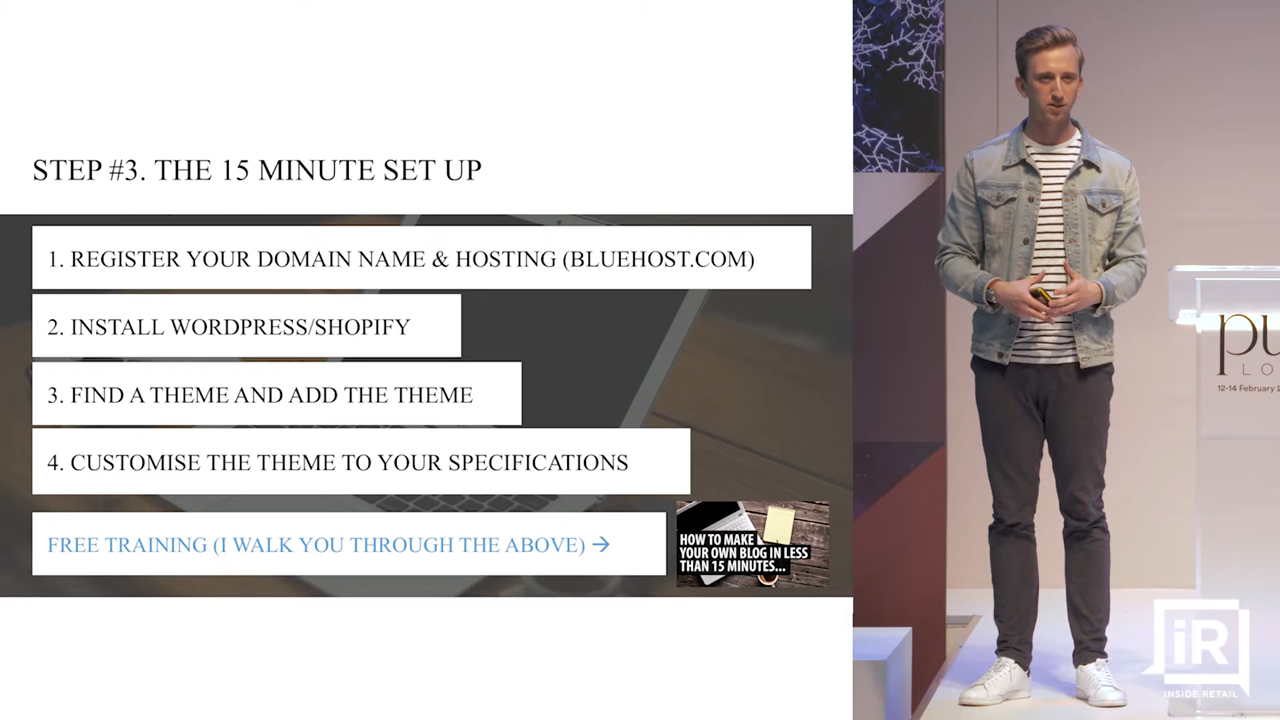 STEP #3. THE 15 MINUTE SET UP
1. REGISTER YOUR DOMAIN NAME & HOSTING (BLUEHOST.COM)
2. INSTALL WORDPRESS/SHOPIFY
3. FIND A THEME AND ADD THE THEME
4. CUSTOMISE THE THEME TO YOUR SPECIFICATIONS
FREE TRAINING (I WALK YOU THROUGH THE ABOVE) →
HOW TO MAKE
YOUR OWN BLOG IN LESS
THAN 15 MINUTES...
pu
LO
12-14 February 2
iR
INSIDE RETAIL